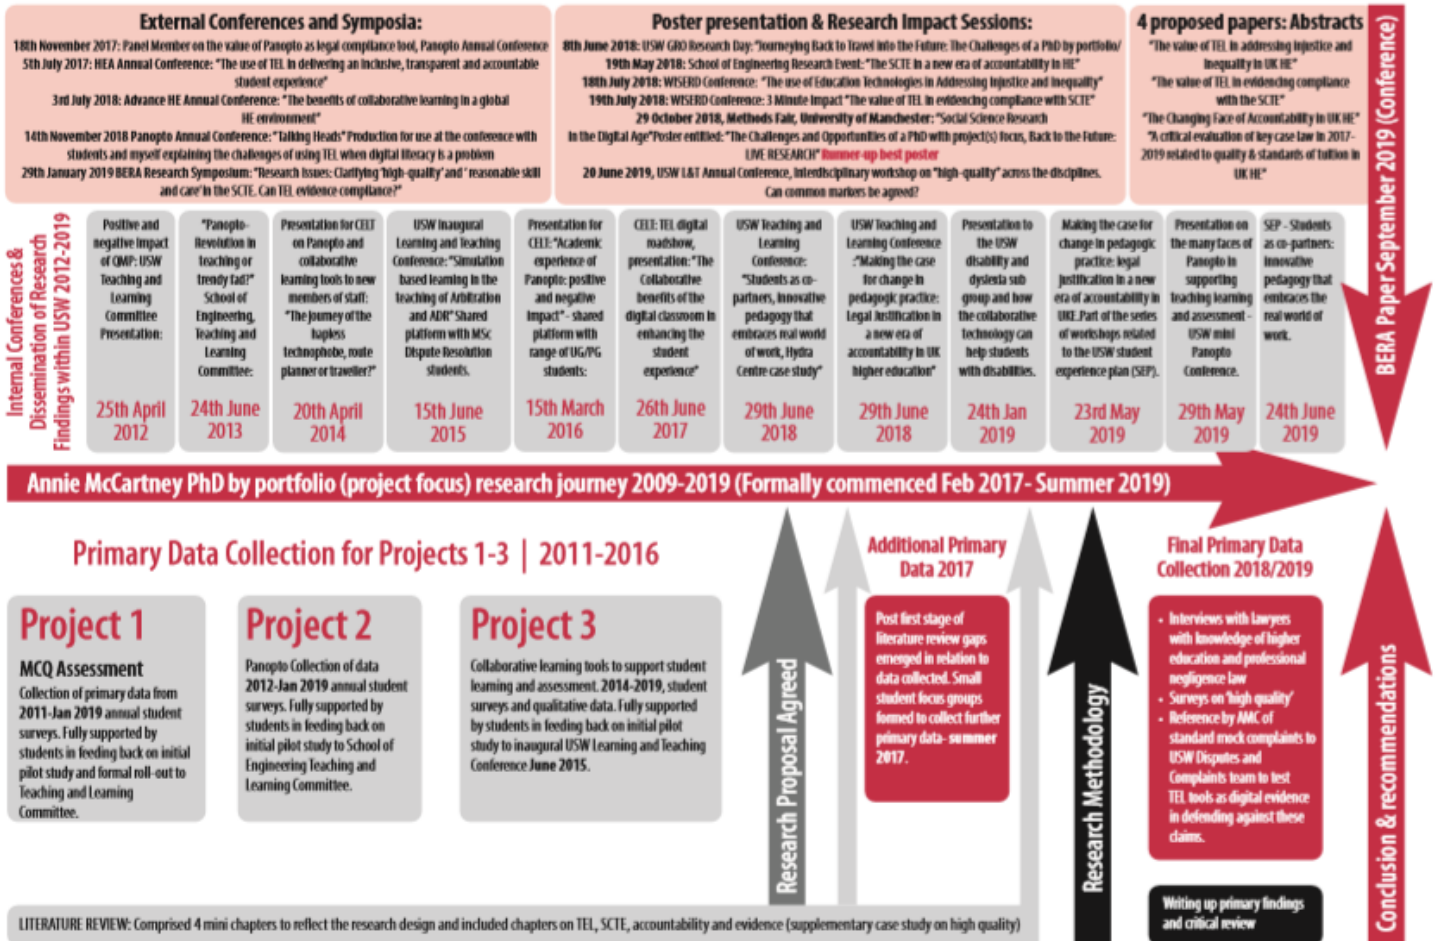 External Conferences and Symposia:
18th November 2017: Panel Member on the value of Panopto as legal compliance tool, Panopto Annual Conference
5th July 2017: HEA Annual Conference: "The use of TEL in delivering an inclusive, transparent and accountable
student experience"
3rd July 2018: Advance HE Annual Conference: "The benefits of collaborative learning in a global
HE environment"
14th November 2018 Panopto Annual Conference: "Talking Heads" Production for use at the conference with
students and myself explaining the challenges of using TEL when digital literacy is a problem
29th January 2019 BERA Research Symposium: "Research Issues: Clarifying 'high-quality' and ' reasonable skill
and care' in the SCTE. Can TEL evidence compliance?"
Poster presentation & Research Impact Sessions:
8th June 2018: USW GRO Research Day: "Journeying Back to Travel into the Future: The Challenges of a PhD by portfolio/
19th May 2018: School of Engineering Research Event: "The SCTE in a new era of accountability in HE"
18th July 2018: WISERD Conference: "The use of Education Technologies in Addressing Injustice and Inequality"
19th July 2018: WISERD Conference: 3 Minute Impact "The value of TEL in evidencing compliance with SCTE"
29 October 2018, Methods Fair, University of Manchester: "Social Science Research
in the Digital Age" Poster entitled: "The Challenges and Opportunities of a PhD with project(s) focus, Back to the Future:
LIVE RESEARCH" Runner-up best poster
20 June 2019, USW L&T Annual Conference, Interdisciplinary workshop on "high-quality" across the disciplines.
Can common markers be agreed?
4 proposed papers: Abstracts
"The value of TEL in addressing injustice and
inequality in UK HE"
"The value of TEL in evidencing compliance
with the SCTE"
"The Changing Face of Accountability in UK HE"
"A critical evaluation of key case law in 2017-
2019 related to quality & standards of tuition in
UK HE"
BERA Paper September 2019 (Conference)
Internal Conferences &
Dissemination of Research
Findings within USW 2012-2019
Positive and
negative impact
of QMP: USW
Teaching and
Learning
Committee
Presentation:
25th April
2012
"Panopto-
Revolution in
teaching or
trendy fad?"
School of
Engineering,
Teaching and
Learning
Committee:
24th June
2013
Presentation for CELT
on Panopto and
collaborative
learning tools to new
members of staff:
"The journey of the
hapless
technophobe, route
planner or traveller?"
20th April
2014
USW Inaugural
Learning and Teaching
Conference: "Simulation
based learning in the
teaching of Arbitration
and ADR" Shared
platform with MSc
Dispute Resolution
students.
15th June
2015
Presentation for
CELT: "Academic
experience of
Panopto: positive
and negative
impact" - shared
platform with
range of UG/PG
students:
15th March
2016
CELT: TEL digital
roadshow,
presentation: "The
Collaborative
benefits of the
digital classroom in
enhancing the
student
experience"
26th June
2017
USW Teaching and
Learning
Conference:
"Students as co-
partners, innovative
pedagogy that
embraces real world
of work, Hydra
Centre case study"
29th June
2018
USW Teaching and
Learning Conference
:"Making the case
for change in
pedagogic practice:
Legal Justification in
a new era of
accountability in UK
higher education"
29th June
2018
Presentation to
the USW
disability and
dyslexia sub
group and how
the collaborative
technology can
help students
with disabilities.
24th Jan
2019
Making the case for
change in pedagogic
practice: legal
justification in a new
era of accountability in
UKE.Part of the series
of workshops related
to the USW student
experience plan (SEP).
23rd May
2019
Presentation on
the many faces of
Panopto in
supporting
teaching learning
and assessment -
USW mini
Panopto
Conference.
29th May
2019
SEP - Students
as co-partners:
innovative
pedagogy that
embraces the
real world of
work.
24th June
2019
Annie McCartney PhD by portfolio (project focus) research journey 2009-2019 (Formally commenced Feb 2017- Summer 2019)
Primary Data Collection for Projects 1-3 | 2011-2016
Project 1
MCQ Assessment
Collection of primary data from
2011-Jan 2019 annual student
surveys. Fully supported by
students in feeding back on initial
pilot study and formal roll-out to
Teaching and Learning
Committee.
Project 2
Panopto Collection of data
2012-Jan 2019 annual student
surveys. Fully supported by
students in feeding back on
initial pilot study to School of
Engineering Teaching and
Learning Committee.
Project 3
Collaborative learning tools to support student
learning and assessment. 2014-2019, student
surveys and qualitative data. Fully supported
by students in feeding back on initial pilot
study to inaugural USW Learning and Teaching
Conference June 2015.
Research Proposal Agreed
Additional Primary
Data 2017
Post first stage of
literature review gaps
emerged in relation to
data collected. Small
student focus groups
formed to collect further
primary data- summer
2017.
Research Methodology
Final Primary Data
Collection 2018/2019
• Interviews with lawyers
with knowledge of higher
education and professional
negligence law
• Surveys on 'high quality'
• Reference by AMC of
standard mock complaints to
USW Disputes and
Complaints team to test
TEL tools as digital evidence
in defending against these
claims.
Writing up primary findings
and critical review
Conclusion & recommendations
LITERATURE REVIEW: Comprised 4 mini chapters to reflect the research design and included chapters on TEL, SCTE, accountability and evidence (supplementary case study on high quality)